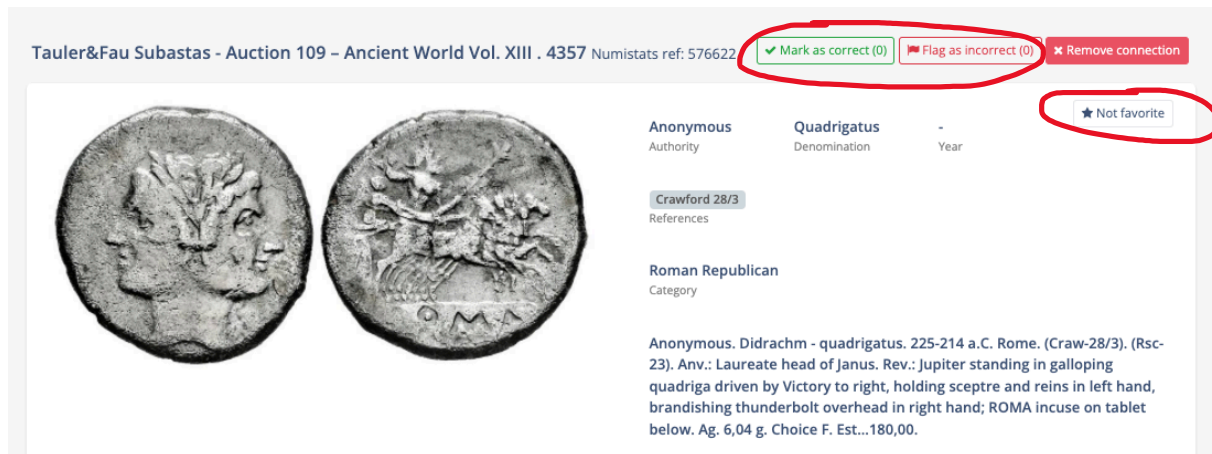 Tauler&Fau Subastas - Auction 109 – Ancient World Vol. XIII . 4357 Numistats ref: 576622
Mark as correct (0)
Flag as incorrect (0)
Remove connection
Not favorite
Anonymous
Authority
Quadrigatus
Denomination
-
Year
Crawford 28/3
References
Roman Republican
Category
Anonymous. Didrachm - quadrigatus. 225-214 a.C. Rome. (Craw-28/3). (Rsc-
23). Anv.: Laureate head of Janus. Rev.: Jupiter standing in galloping
quadriga driven by Victory to right, holding sceptre and reins in left hand,
brandishing thunderbolt overhead in right hand; ROMA incuse on tablet
below. Ag. 6,04 g. Choice F. Est...180,00.
ROMA